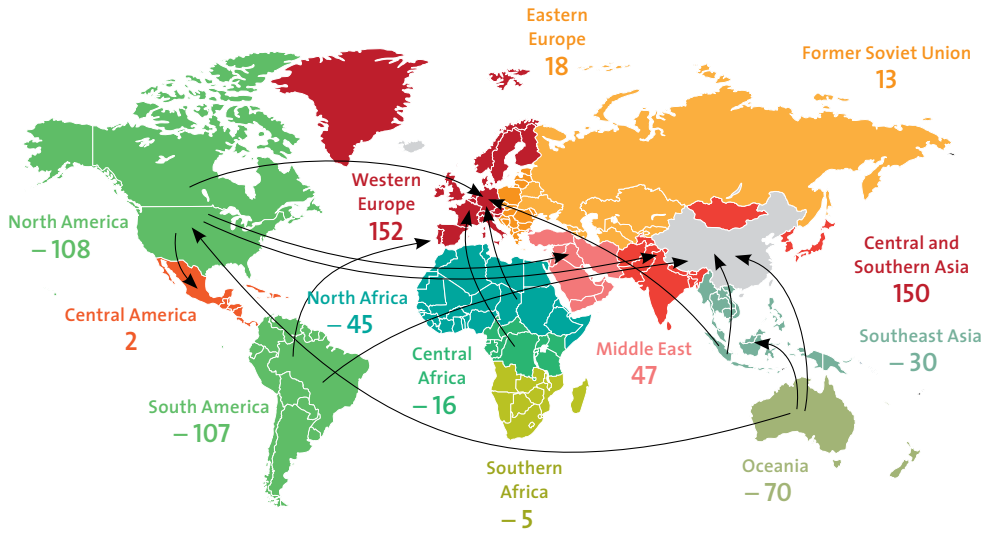 Eastern
Europe
18
Former Soviet Union
13
Western
Europe
152
North America
– 108
Central and
Southern Asia
150
Central America
2
North Africa
– 45
Southeast Asia
– 30
Central
Africa
– 16
Middle East
47
South America
– 107
Southern
Africa
– 5
Oceania
– 70